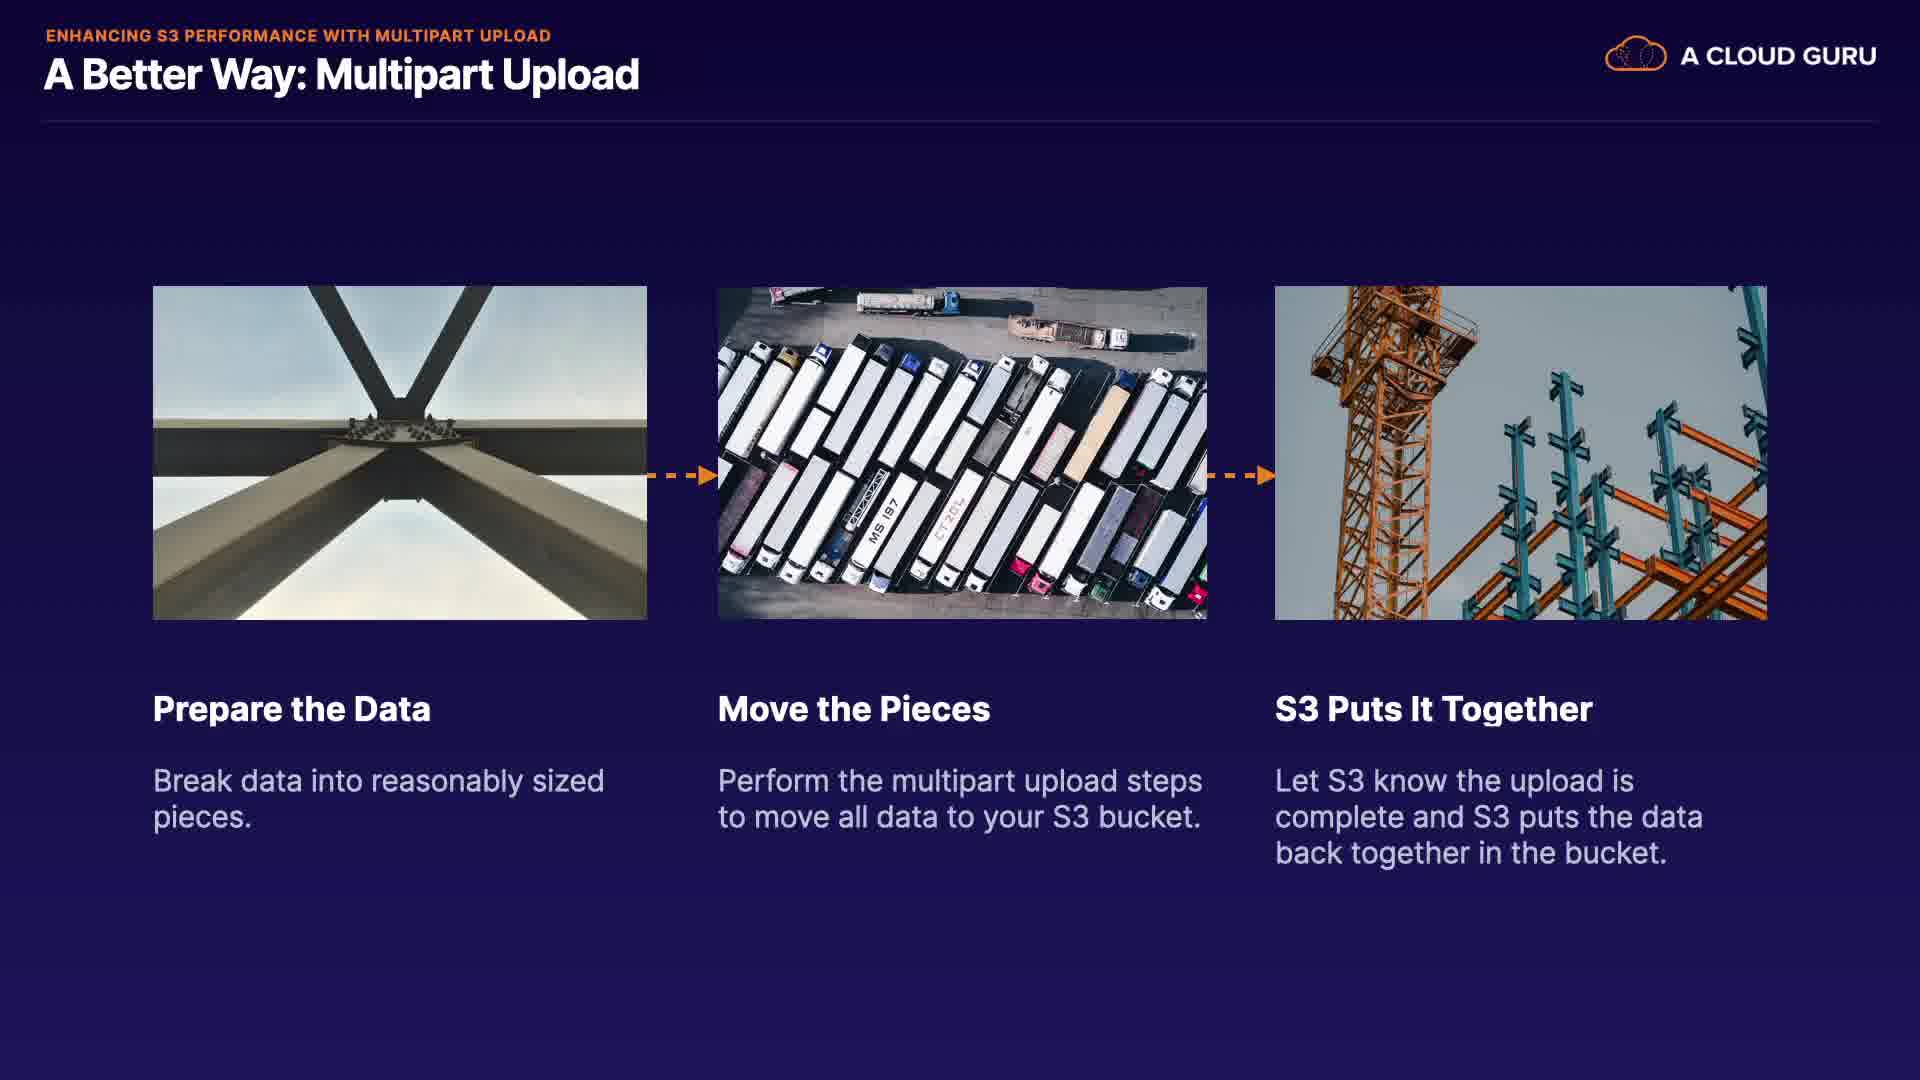 ENHANCING S3 PERFORMANCE WITH MULTIPART UPLOAD
A Better Way: Multipart Upload
A CLOUD GURU
MS 197
CT201
Prepare the Data
Break data into reasonably sized
pieces.
Move the Pieces
Perform the multipart upload steps
to move all data to your S3 bucket.
S3 Puts It Together
Let S3 know the upload is
complete and S3 puts the data
back together in the bucket.